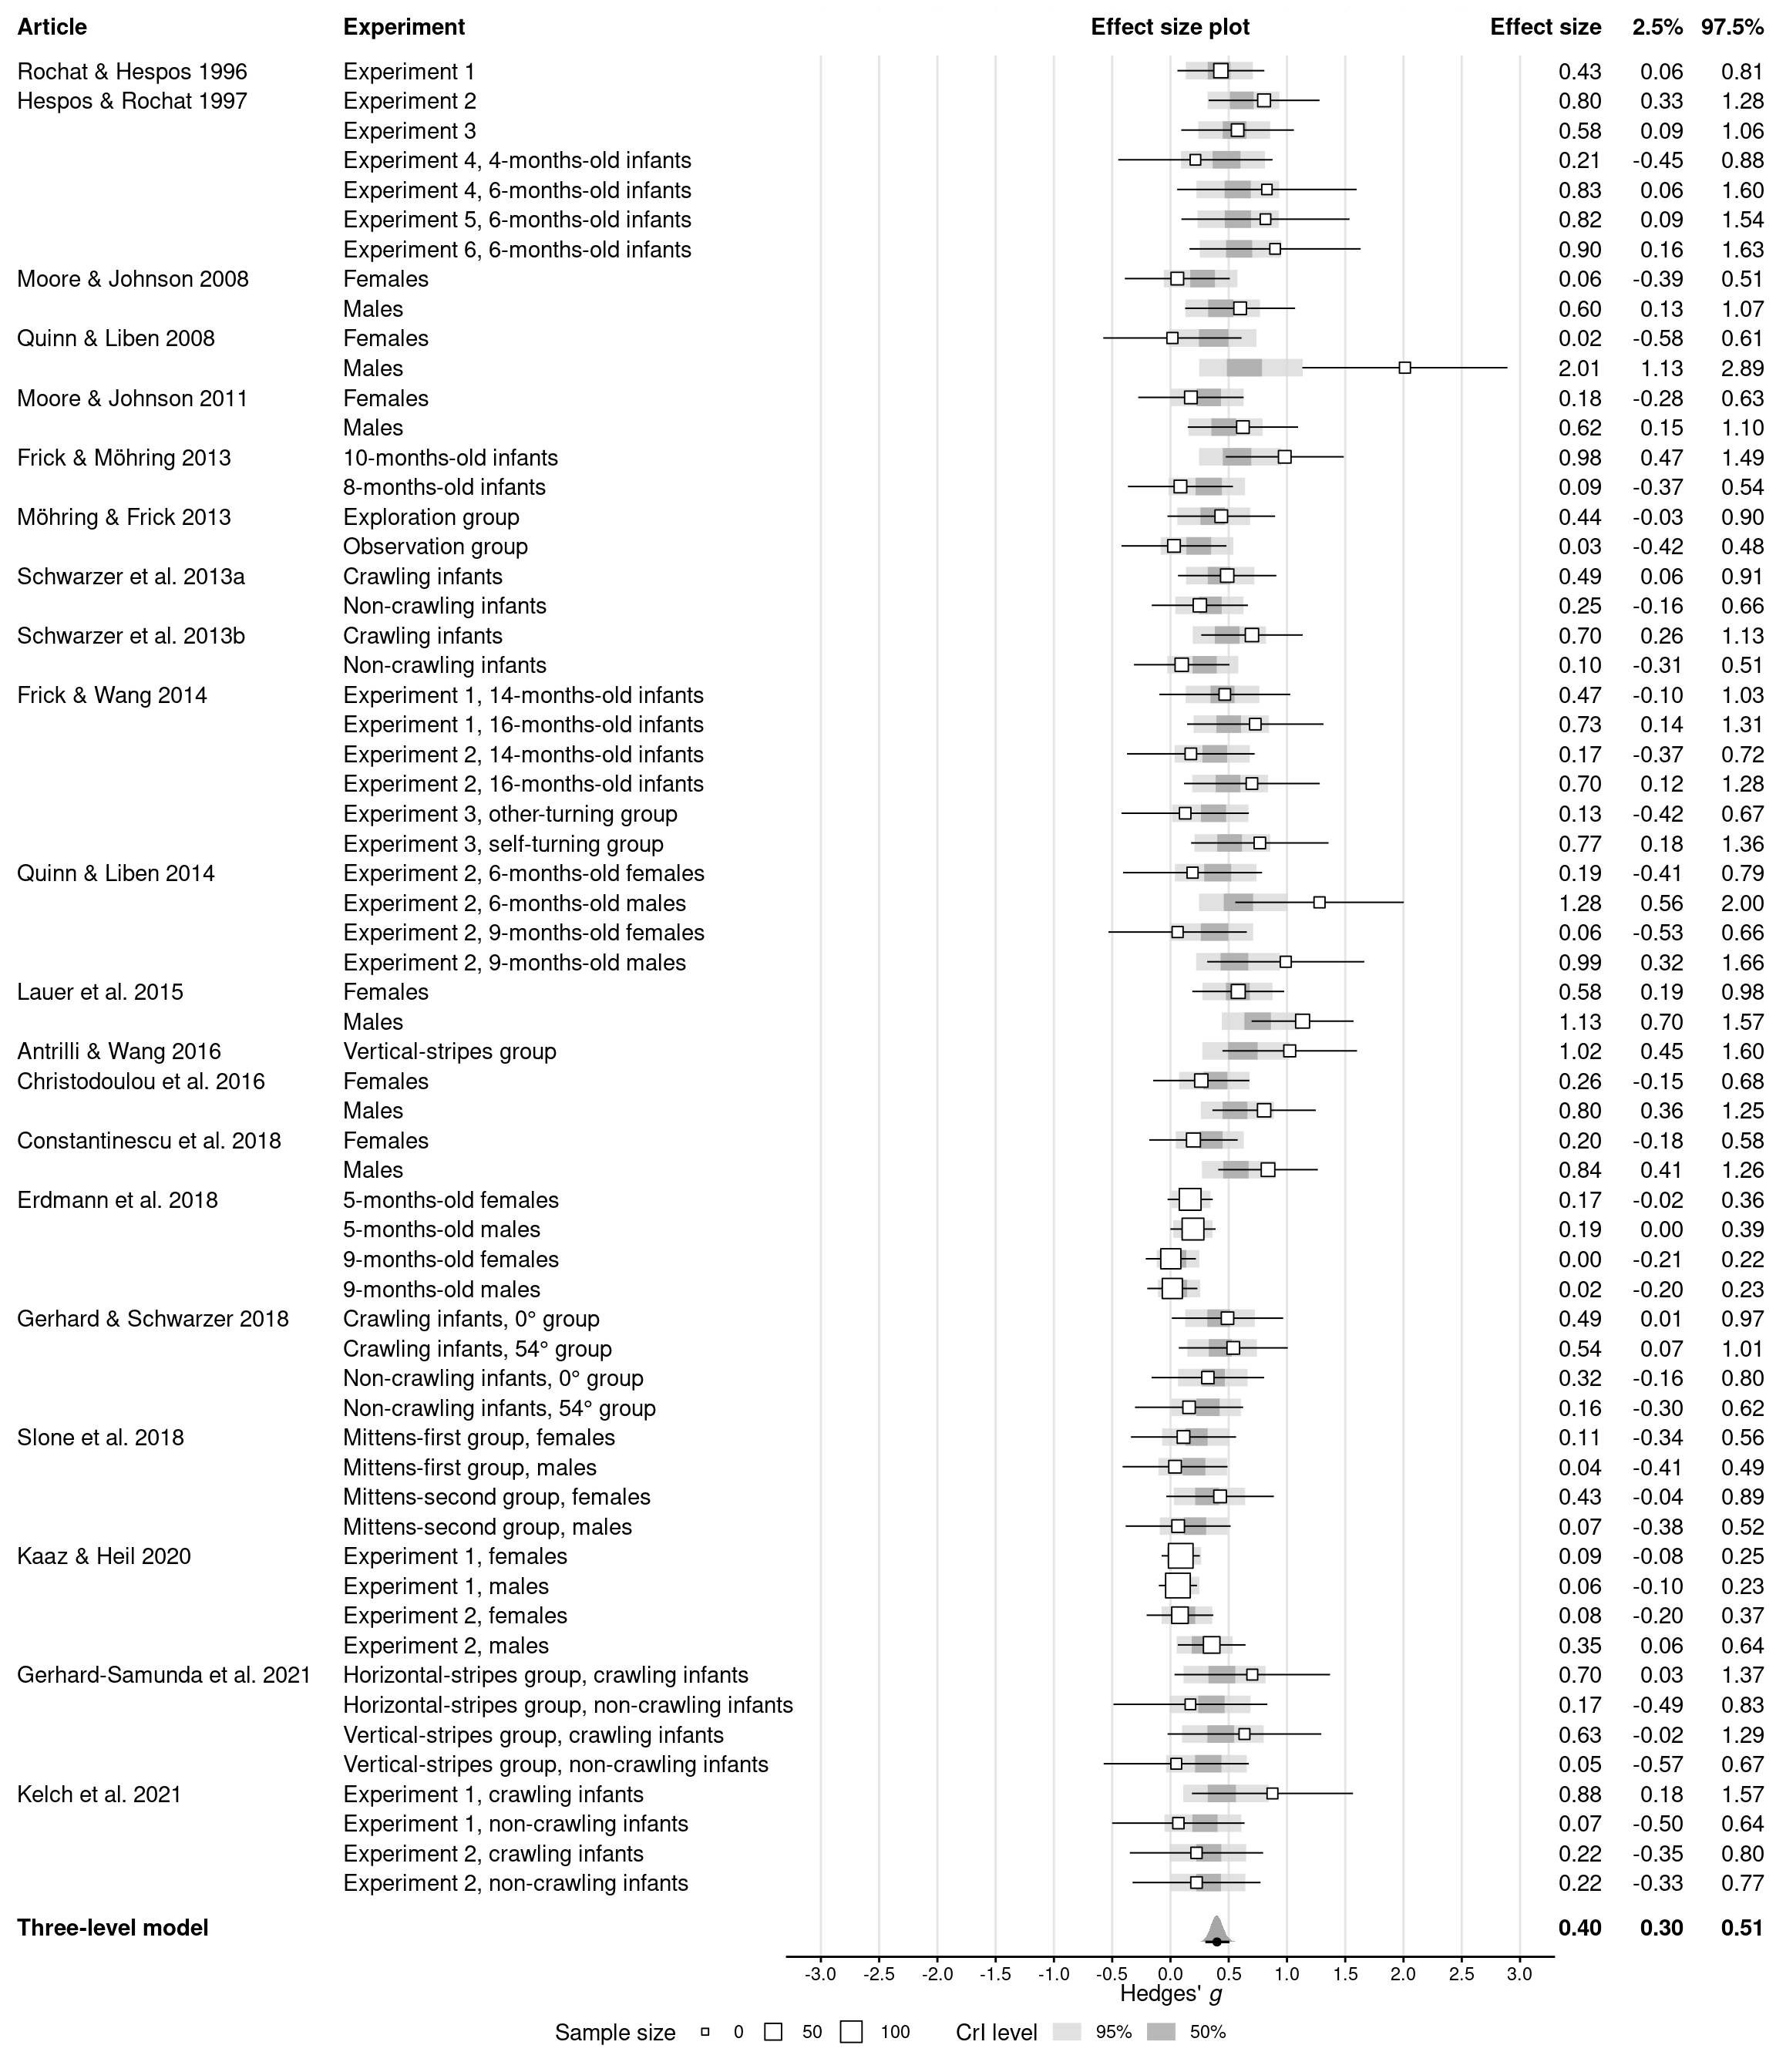 Article Experiment Effect size plot Effect size 2.5% 97.5%
Rochat & Hespos 1996 Experiment 1 0.43 0.06 0.81
Hespos & Rochat 1997 Experiment 2 0.80 0.33 1.28
Experiment 3 0.58 0.09 1.06
Experiment 4, 4-months-old infants 0.21 -0.45 0.88
Experiment 4, 6-months-old infants 0.83 0.06 1.60
Experiment 5, 6-months-old infants 0.82 0.09 1.54
Experiment 6, 6-months-old infants 0.90 0.16 1.63
Moore & Johnson 2008 Females 0.06 -0.39 0.51
Males 0.60 0.13 1.07
Quinn & Liben 2008 Females 0.02 -0.58 0.61
Males 2.01 1.13 2.89
Moore & Johnson 2011 Females 0.18 -0.28 0.63
Males 0.62 0.15 1.10
Frick & Möhring 2013 10-months-old infants 0.98 0.47 1.49
8-months-old infants 0.09 -0.37 0.54
Möhring & Frick 2013 Exploration group 0.44 -0.03 0.90
Observation group 0.03 -0.42 0.48
Schwarzer et al. 2013a Crawling infants 0.49 0.06 0.91
Non-crawling infants 0.25 -0.16 0.66
Schwarzer et al. 2013b Crawling infants 0.70 0.26 1.13
Non-crawling infants 0.10 -0.31 0.51
Frick & Wang 2014 Experiment 1, 14-months-old infants 0.47 -0.10 1.03
Experiment 1, 16-months-old infants 0.73 0.14 1.31
Experiment 2, 14-months-old infants 0.17 -0.37 0.72
Experiment 2, 16-months-old infants 0.70 0.12 1.28
Experiment 3, other-turning group 0.13 -0.42 0.67
Experiment 3, self-turning group 0.77 0.18 1.36
Quinn & Liben 2014 Experiment 2, 6-months-old females 0.19 -0.41 0.79
Experiment 2, 6-months-old males 1.28 0.56 2.00
Experiment 2, 9-months-old females 0.06 -0.53 0.66
Experiment 2, 9-months-old males 0.99 0.32 1.66
Lauer et al. 2015 Females 0.58 0.19 0.98
Males 1.13 0.70 1.57
Antrilli & Wang 2016 Vertical-stripes group 1.02 0.45 1.60
Christodoulou et al. 2016 Females 0.26 -0.15 0.68
Males 0.80 0.36 1.25
Constantinescu et al. 2018 Females 0.20 -0.18 0.58
Males 0.84 0.41 1.26
Erdmann et al. 2018 5-months-old females 0.17 -0.02 0.36
5-months-old males 0.19 0.00 0.39
9-months-old females 0.00 -0.21 0.22
9-months-old males 0.02 -0.20 0.23
Gerhard & Schwarzer 2018 Crawling infants, 0° group 0.49 0.01 0.97
Crawling infants, 54° group 0.54 0.07 1.01
Non-crawling infants, 0° group 0.32 -0.16 0.80
Non-crawling infants, 54° group 0.16 -0.30 0.62
Slone et al. 2018 Mittens-first group, females 0.11 -0.34 0.56
Mittens-first group, males 0.04 -0.41 0.49
Mittens-second group, females 0.43 -0.04 0.89
Mittens-second group, males 0.07 -0.38 0.52
Kaaz & Heil 2020 Experiment 1, females 0.09 -0.08 0.25
Experiment 1, males 0.06 -0.10 0.23
Experiment 2, females 0.08 -0.20 0.37
Experiment 2, males 0.35 0.06 0.64
Gerhard-Samunda et al. 2021 Horizontal-stripes group, crawling infants 0.70 0.03 1.37
Horizontal-stripes group, non-crawling infants 0.17 -0.49 0.83
Vertical-stripes group, crawling infants 0.63 -0.02 1.29
Vertical-stripes group, non-crawling infants 0.05 -0.57 0.67
Kelch et al. 2021 Experiment 1, crawling infants 0.88 0.18 1.57
Experiment 1, non-crawling infants 0.07 -0.50 0.64
Experiment 2, crawling infants 0.22 -0.35 0.80
Experiment 2, non-crawling infants 0.22 -0.33 0.77
Three-level model 0.40 0.30 0.51
-3.0 -2.5 -2.0 -1.5 -1.0 -0.5 0.0 0.5 1.0 1.5 2.0 2.5 3.0
Hedges' g
Sample size 0 50 100 CrI level 95% 50%